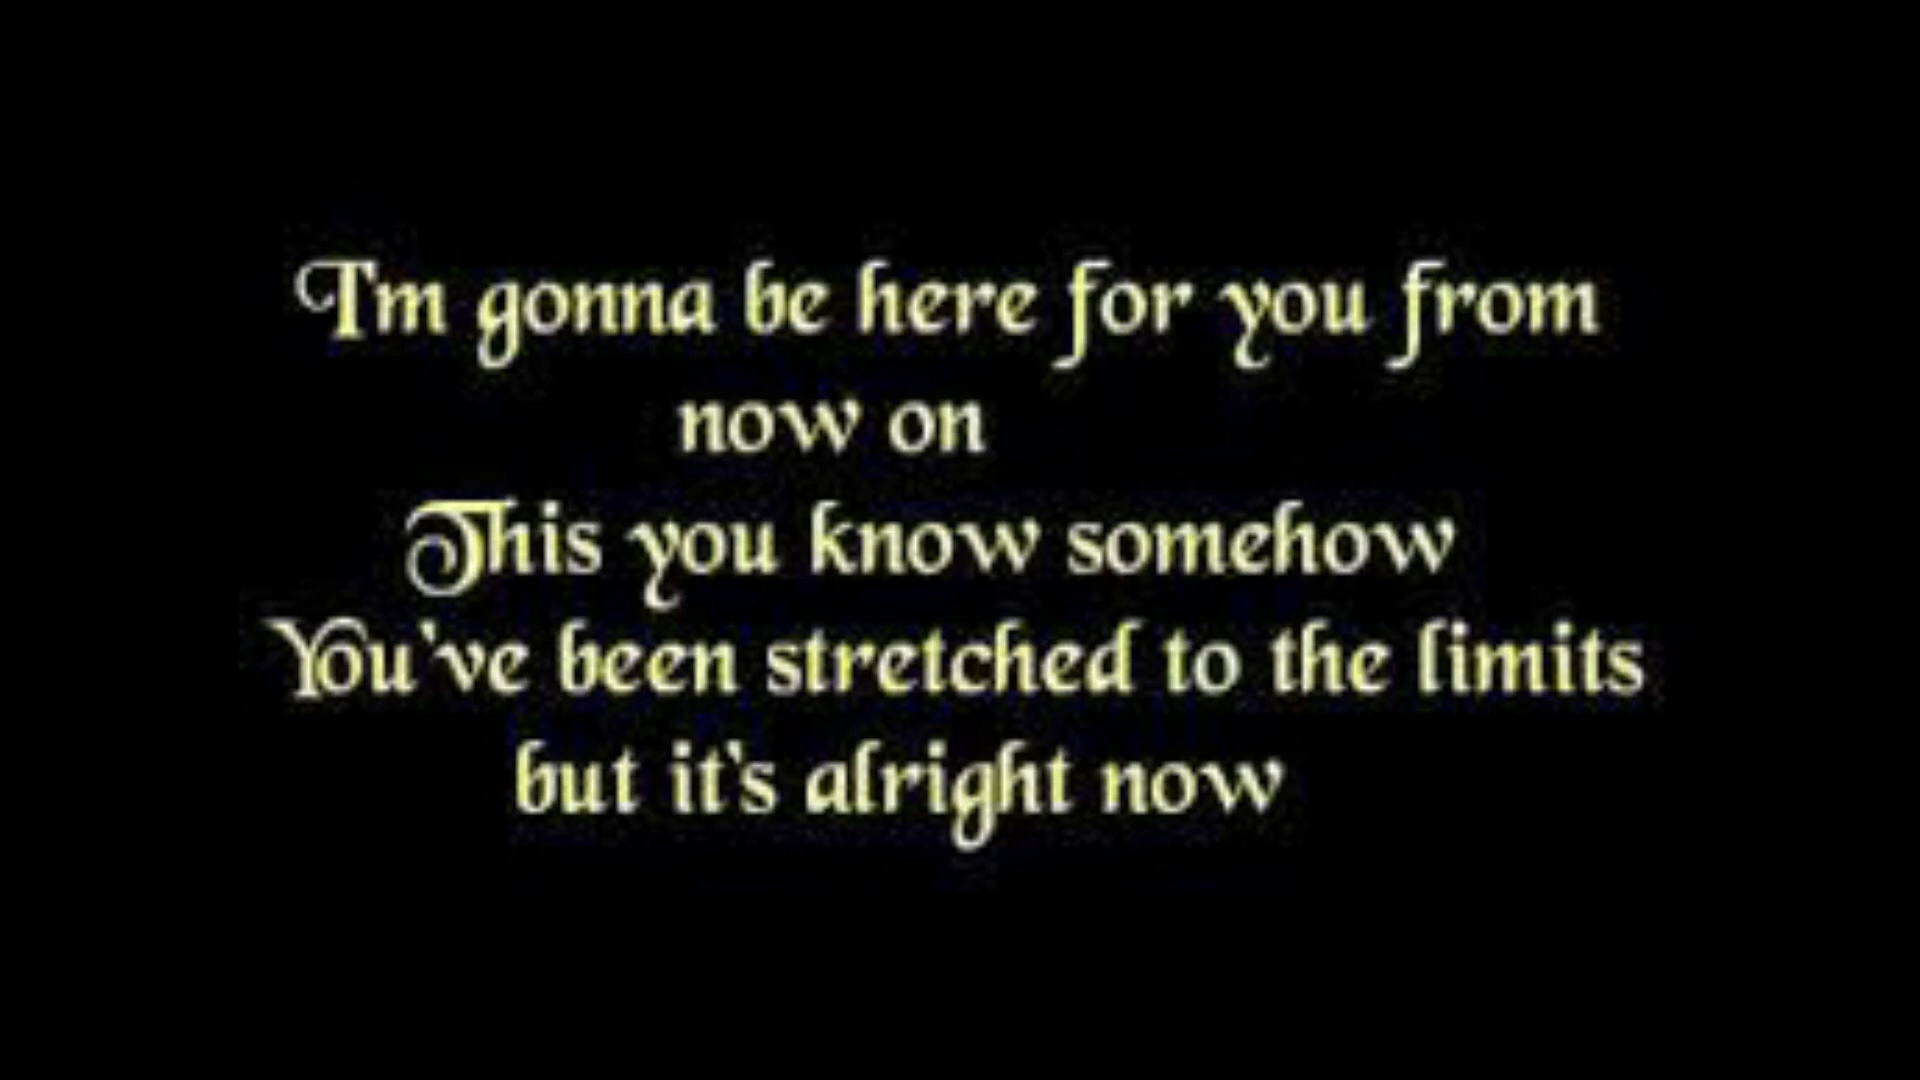 I'm gonna be here for you from
now on
This you know somehow
You've been stretched to the limits
but it's alright now